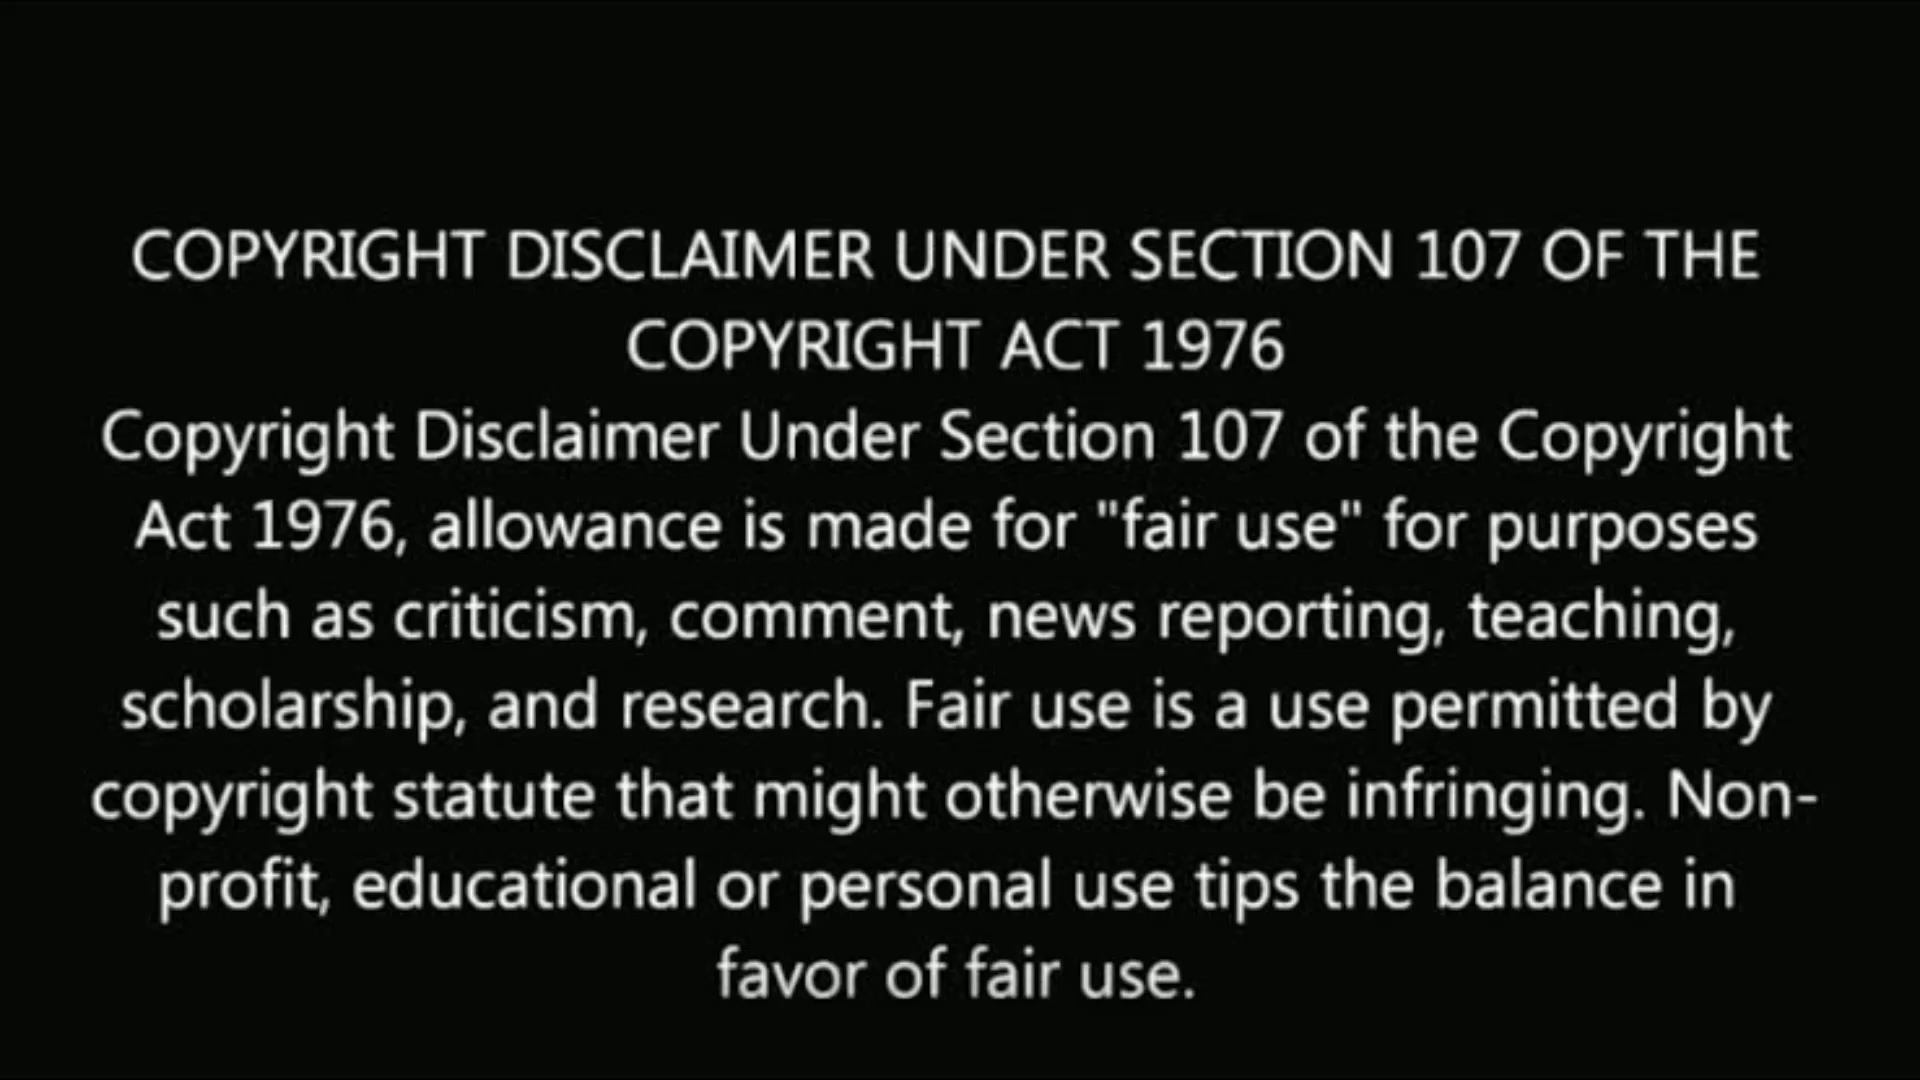 COPYRIGHT DISCLAIMER UNDER SECTION 107 OF THE
COPYRIGHT ACT 1976
Copyright Disclaimer Under Section 107 of the Copyright
Act 1976, allowance is made for "fair use" for purposes
such as criticism, comment, news reporting, teaching,
scholarship, and research. Fair use is a use permitted by
copyright statute that might otherwise be infringing. Non-
profit, educational or personal use tips the balance in
favor of fair use.